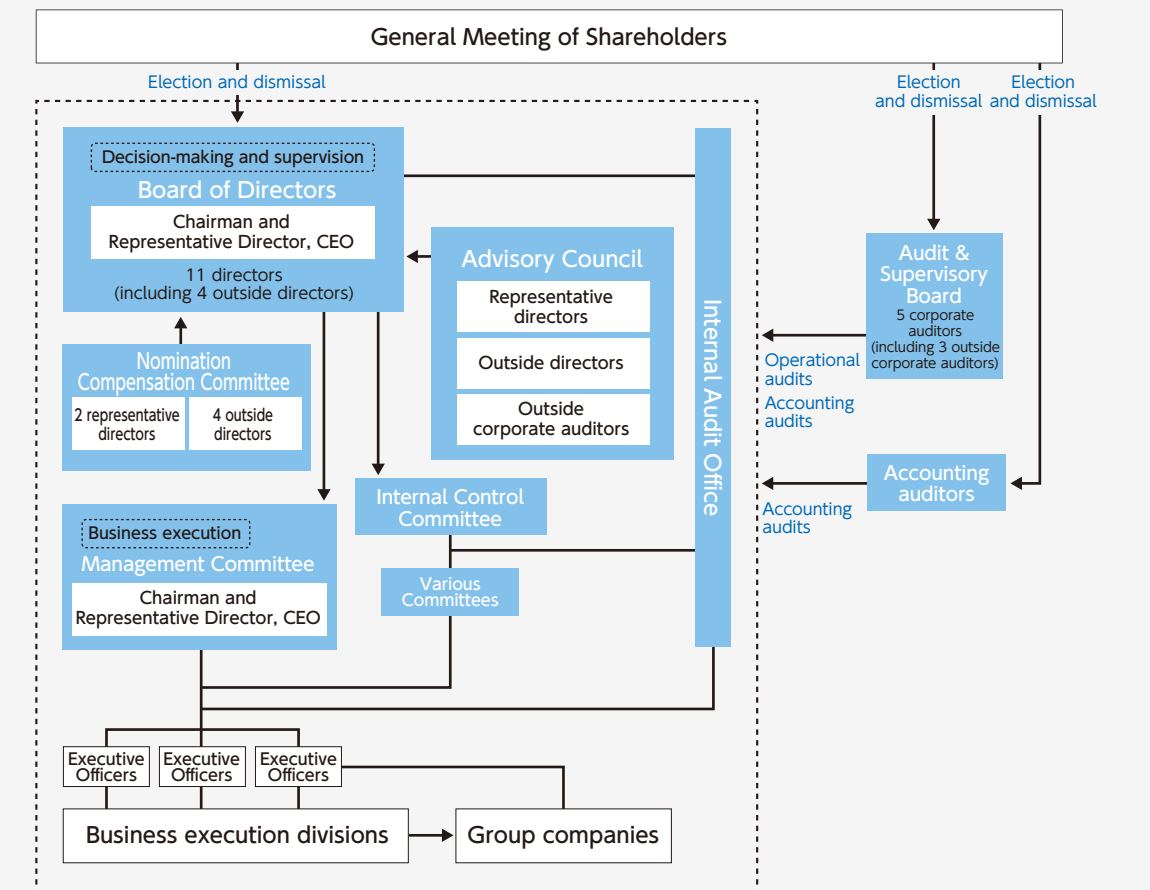 General Meeting of Shareholders
Election and dismissal
Election
and dismissal
Election
and dismissal
Decision-making and supervision
Board of Directors
Chairman and
Representative Director, CEO
11 directors
(including 4 outside directors)
Advisory Council
Representative
directors
Outside directors
Outside
corporate auditors
Internal Audit Office
Audit &
Supervisory
Board
5 corporate
auditors
(including 3 outside
corporate auditors)
Operational
audits
Accounting
audits
Nomination
Compensation Committee
2 representative
directors
4 outside
directors
Internal Control
Committee
Accounting
auditors
Accounting
audits
Business execution
Management Committee
Chairman and
Representative Director, CEO
Various
Committees
Executive
Officers
Executive
Officers
Executive
Officers
Business execution divisions
Group companies